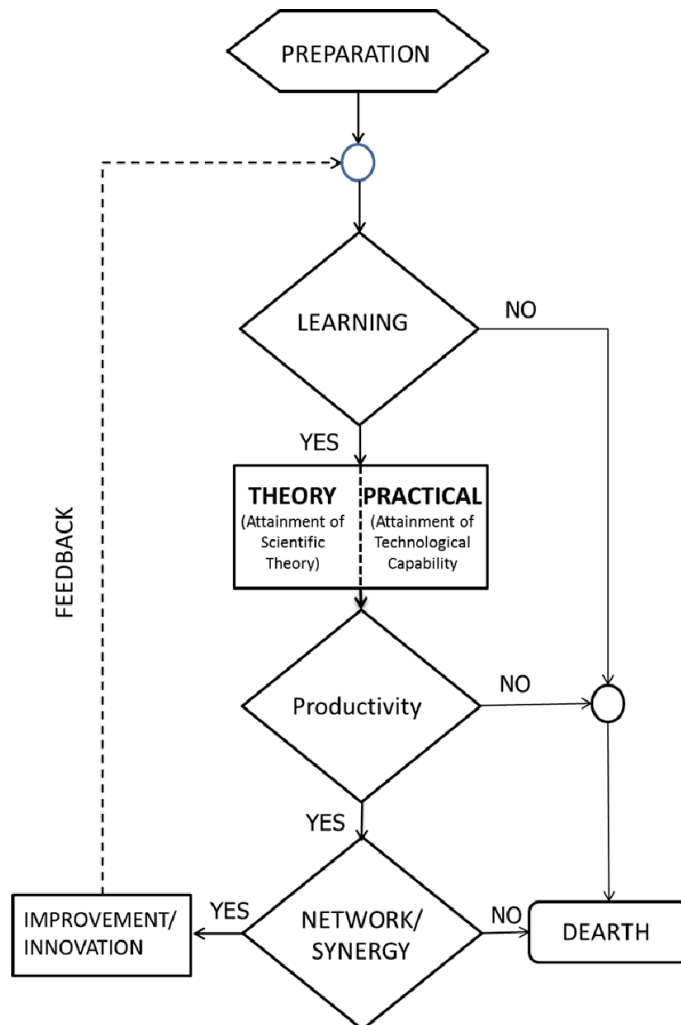 PREPARATION
LEARNING
NO
YES
THEORY
(Attainment of
Scientific
Theory)
PRACTICAL
(Attainment of
Technological
Capability
FEEDBACK
Productivity
NO
YES
IMPROVEMENT/
INNOVATION
YES
NETWORK/
SYNERGY
NO
DEARTH